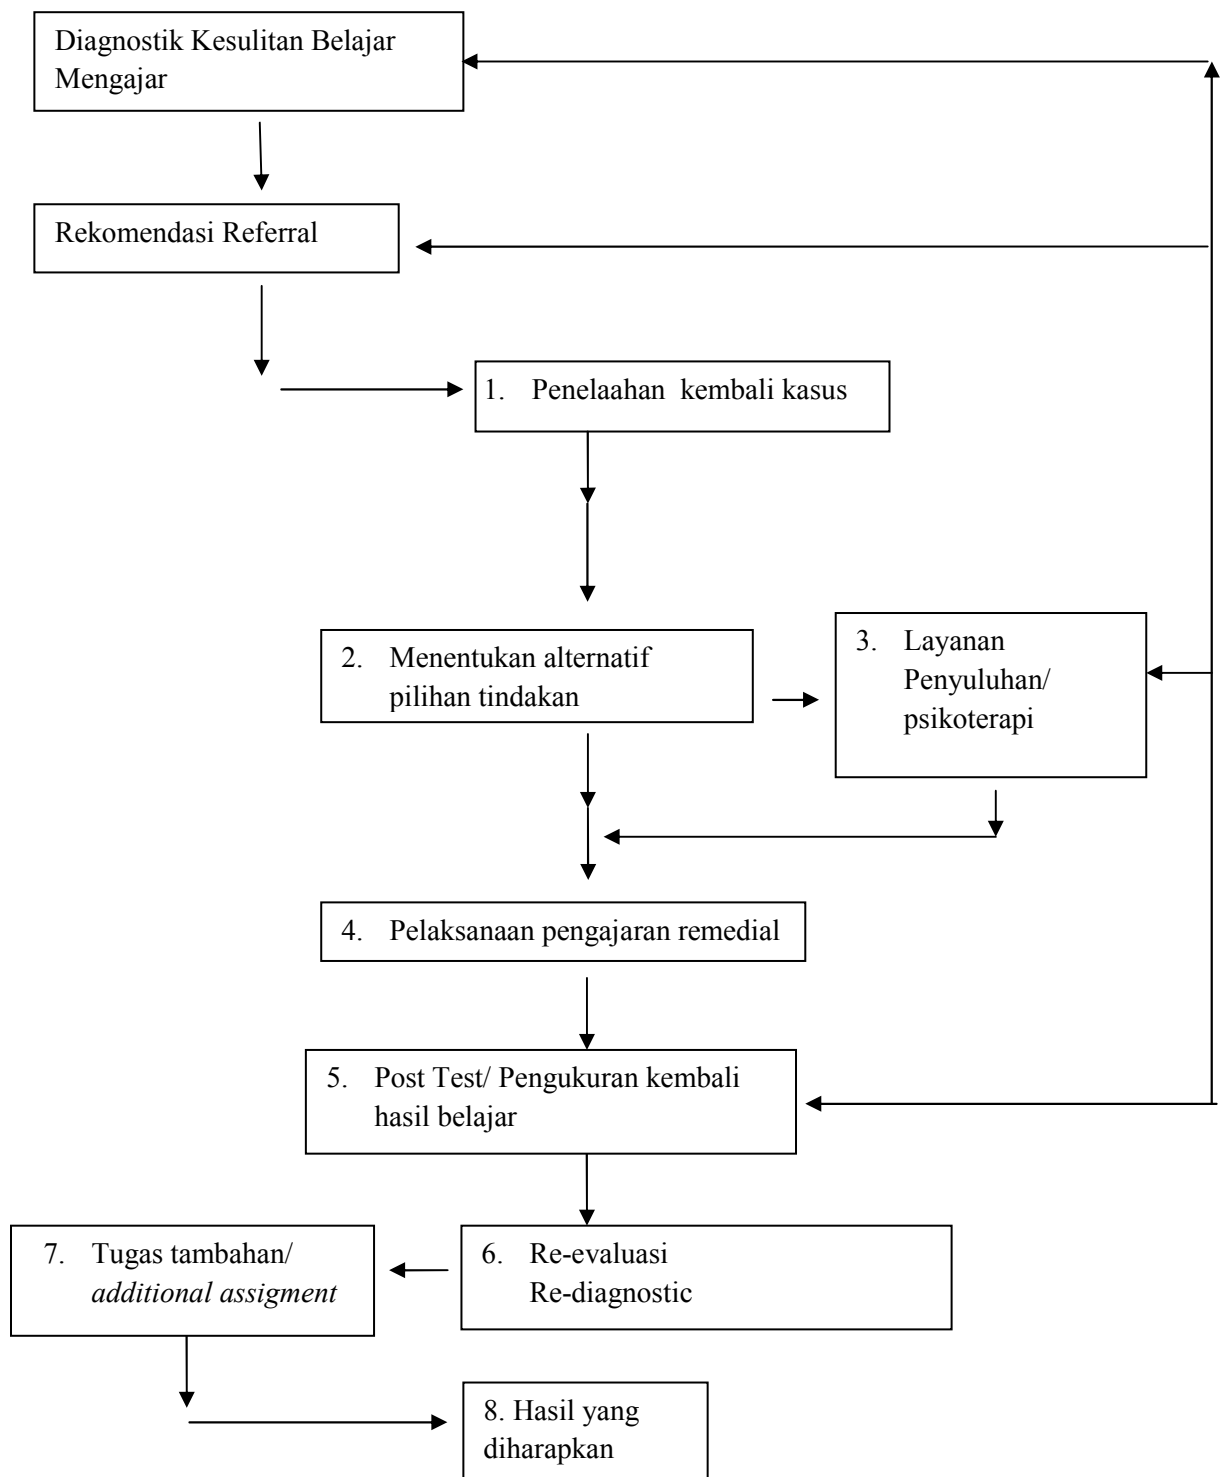 Diagnostik Kesulitan Belajar
Mengajar
Rekomendasi Referral
1. Penelaahan kembali kasus
2. Menentukan alternatif
pilihan tindakan
3. Layanan
Penyuluhan/
psikoterapi
4. Pelaksanaan pengajaran remedial
5. Post Test/ Pengukuran kembali
hasil belajar
7. Tugas tambahan/
additional assigment
6. Re-evaluasi
Re-diagnostic
8. Hasil yang
diharapkan